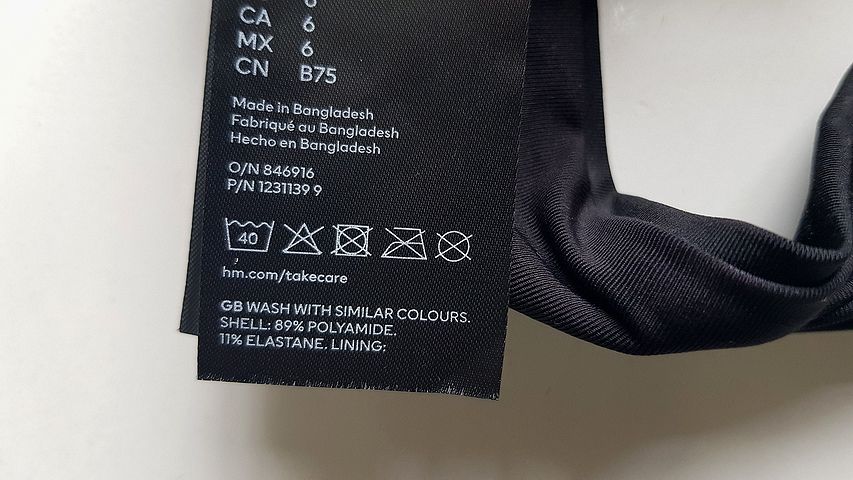 CA 6
MX 6
CN B75
Made in Bangladesh
Fabriqué au Bangladesh
Hecho en Bangladesh
O/N 846916
P/N 1231139 9
40
hm.com/takecare
GB WASH WITH SIMILAR COLOURS.
SHELL: 89% POLYAMIDE.
11% ELASTANE. LINING: